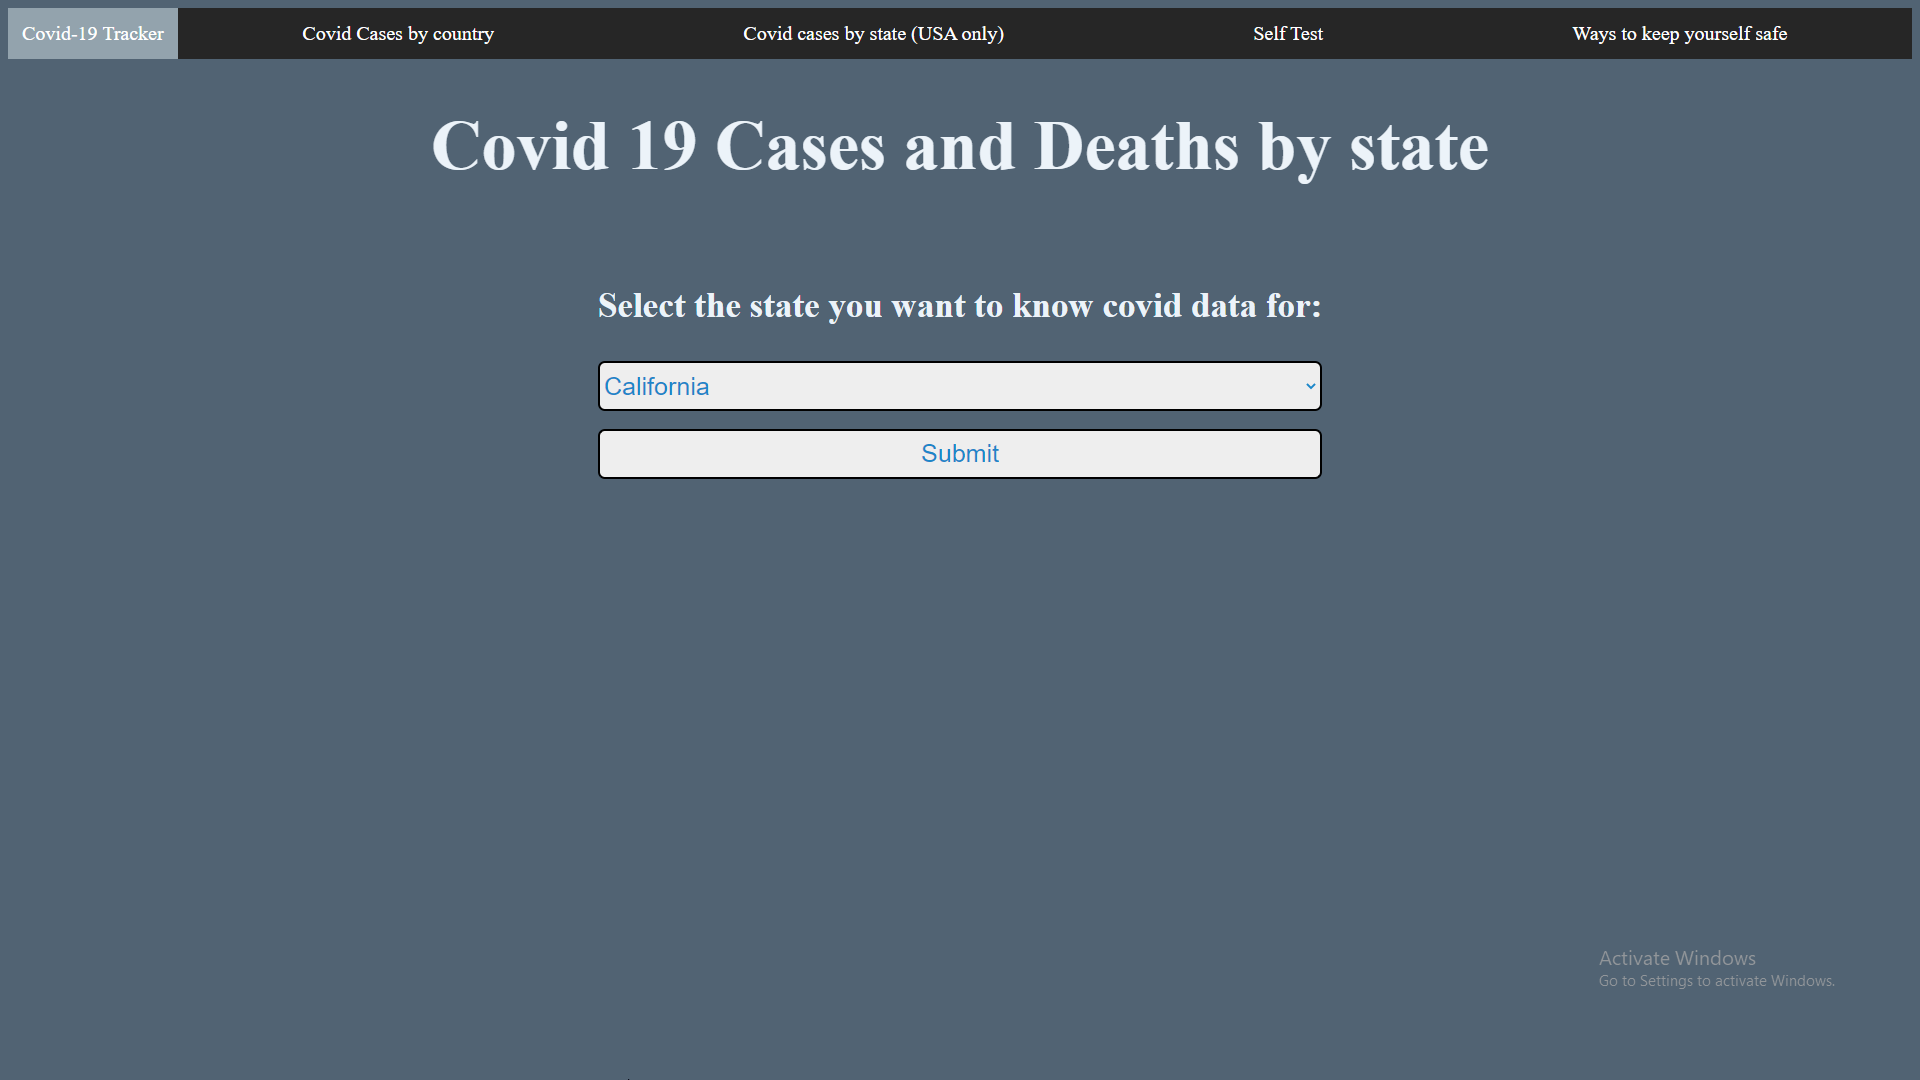 Covid-19 Tracker
Covid Cases by country
Covid cases by state (USA only)
Self Test
Ways to keep yourself safe
Covid 19 Cases and Deaths by state
Select the state you want to know covid data for:
California
Submit
Activate Windows
Go to Settings to activate Windows.